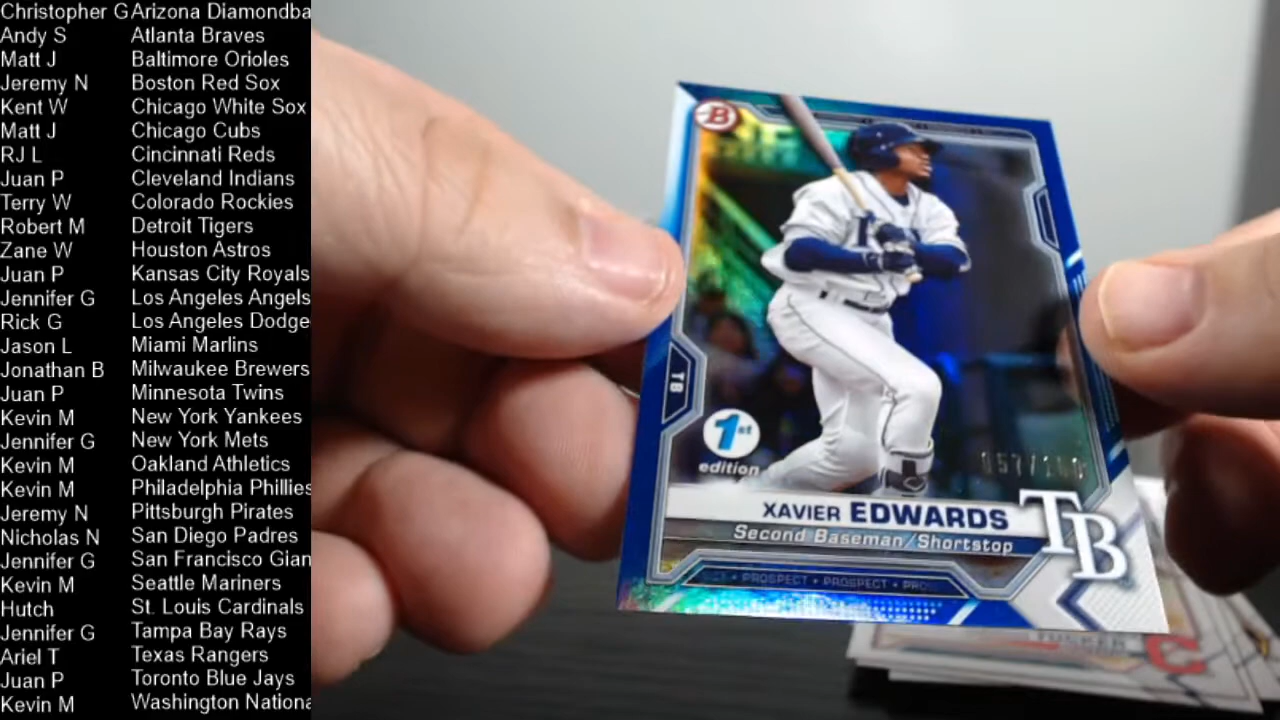 Christopher G Arizona Diamondba
Andy S Atlanta Braves
Matt J Baltimore Orioles
Jeremy N Boston Red Sox
Kent W Chicago White Sox
Matt J Chicago Cubs
RJ L Cincinnati Reds
Juan P Cleveland Indians
Terry W Colorado Rockies
Robert M Detroit Tigers
Zane W Houston Astros
Juan P Kansas City Royals
Jennifer G Los Angeles Angels
Rick G Los Angeles Dodge
Jason L Miami Marlins
Jonathan B Milwaukee Brewers
Juan P Minnesota Twins
Kevin M New York Yankees
Jennifer G New York Mets
Kevin M Oakland Athletics
Kevin M Philadelphia Phillies
Jeremy N Pittsburgh Pirates
Nicholas N San Diego Padres
Jennifer G San Francisco Gian
Kevin M Seattle Mariners
Hutch St. Louis Cardinals
Jennifer G Tampa Bay Rays
Ariel T Texas Rangers
Juan P Toronto Blue Jays
Kevin M Washington Nationa
B
TB
1st
edition
XAVIER EDWARDS
Second Baseman/Shortstop
TB
PROSPECT • PROSPECT • PRO
C